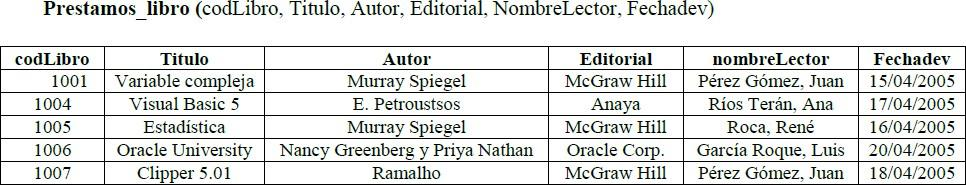 Prestamos_libro (codLibro, Titulo, Autor, Editorial, NombreLector, Fechadev)
codLibro Titulo Autor Editorial nombreLector Fechadev
1001 Variable compleja Murray Spiegel McGraw Hill Pérez Gómez, Juan 15/04/2005
1004 Visual Basic 5 E. Petroustsos Anaya Ríos Terán, Ana 17/04/2005
1005 Estadística Murray Spiegel McGraw Hill Roca, René 16/04/2005
1006 Oracle University Nancy Greenberg y Priya Nathan Oracle Corp. García Roque, Luis 20/04/2005
1007 Clipper 5.01 Ramalho McGraw Hill Pérez Gómez, Juan 18/04/2005